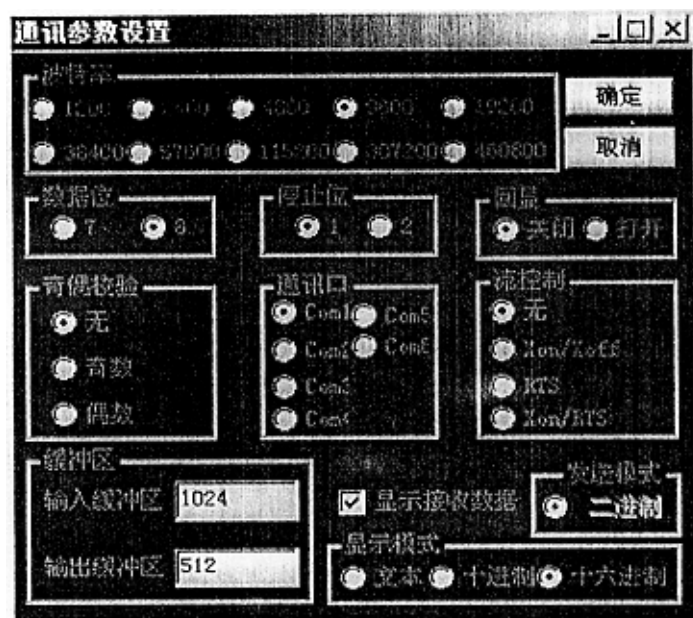 通讯参数设置
波特率
确定
1200 4800 9600 19200
取消
38400 57600 115200 307200 460800
数据位 停止位 回显
7 8 1 2 关闭 打开
奇偶校验 通讯口 流控制
无 Com1 Com5 无
Com2 Com6 Xon/Xoff
奇数 Com3 RTS
偶数 Com4 Xon/RTS
缓冲区 发送模式
输入缓冲区 1024 显示接收数据 二进制
显示模式
输出缓冲区 512 文本 十进制 十六进制